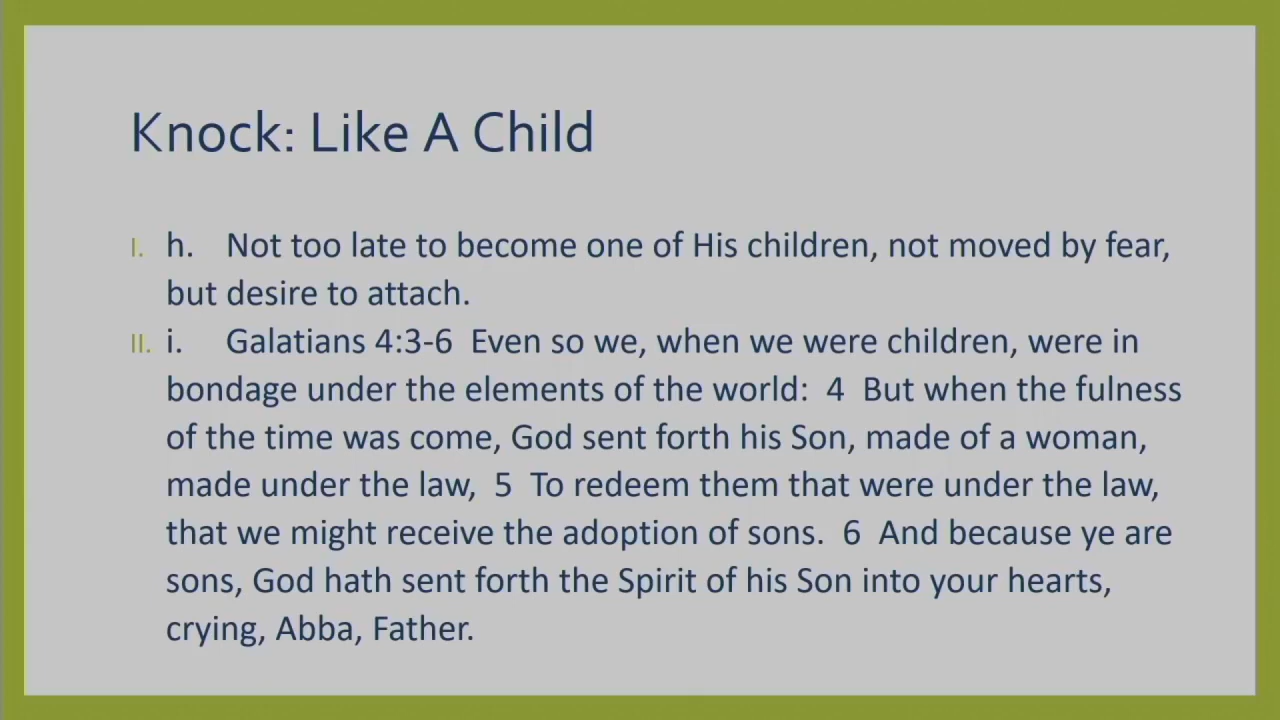 Knock: Like A Child
I. h. Not too late to become one of His children, not moved by fear,
but desire to attach.
II. i. Galatians 4:3-6 Even so we, when we were children, were in
bondage under the elements of the world: 4 But when the fulness
of the time was come, God sent forth his Son, made of a woman,
made under the law, 5 To redeem them that were under the law,
that we might receive the adoption of sons. 6 And because ye are
sons, God hath sent forth the Spirit of his Son into your hearts,
crying, Abba, Father.